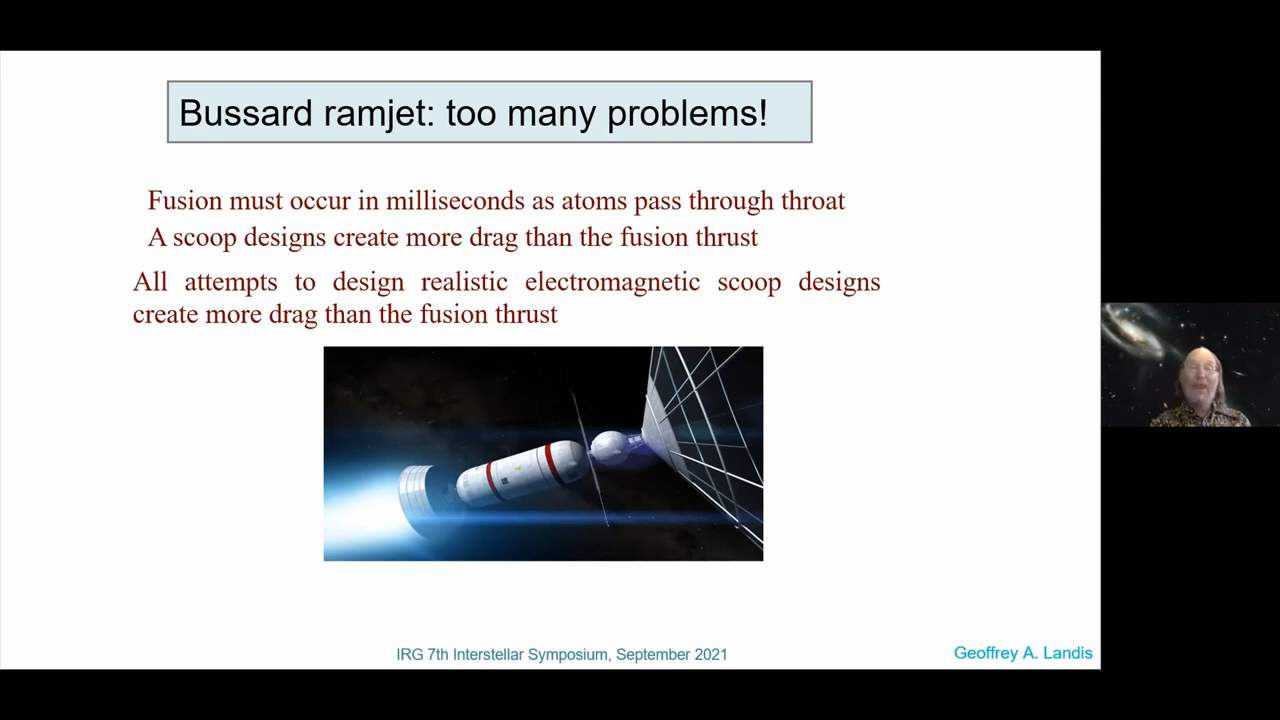 Bussard ramjet: too many problems!
Fusion must occur in milliseconds as atoms pass through throat
A scoop designs create more drag than the fusion thrust
All attempts to design realistic electromagnetic scoop designs
create more drag than the fusion thrust
IRG 7th Interstellar Symposium, September 2021
Geoffrey A. Landis